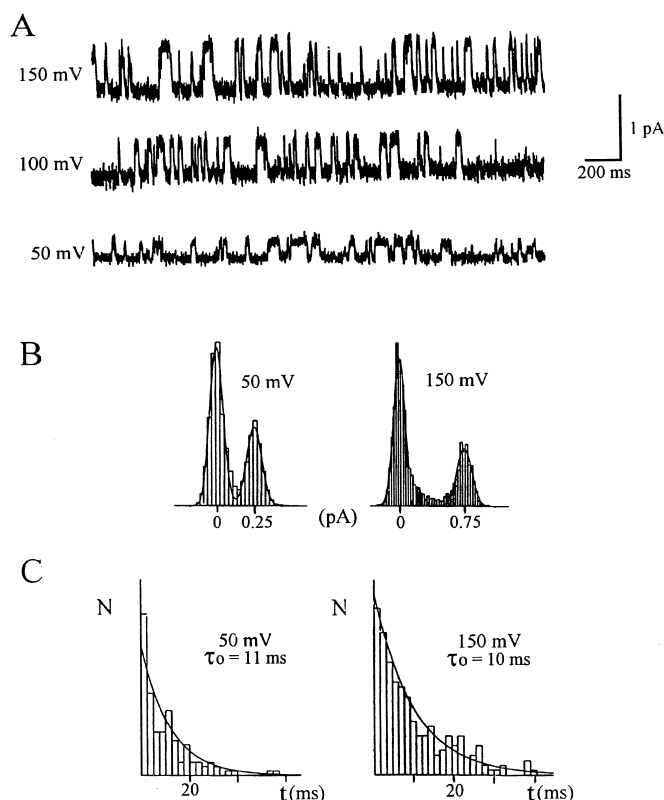 A
150 mV
1 pA
100 mV
200 ms
50 mV
B
50 mV
150 mV
0 0.25 (pA) 0 0.75
C
N
50 mV
τo = 11 ms
N
150 mV
τo = 10 ms
20 t(ms)
20 t(ms)